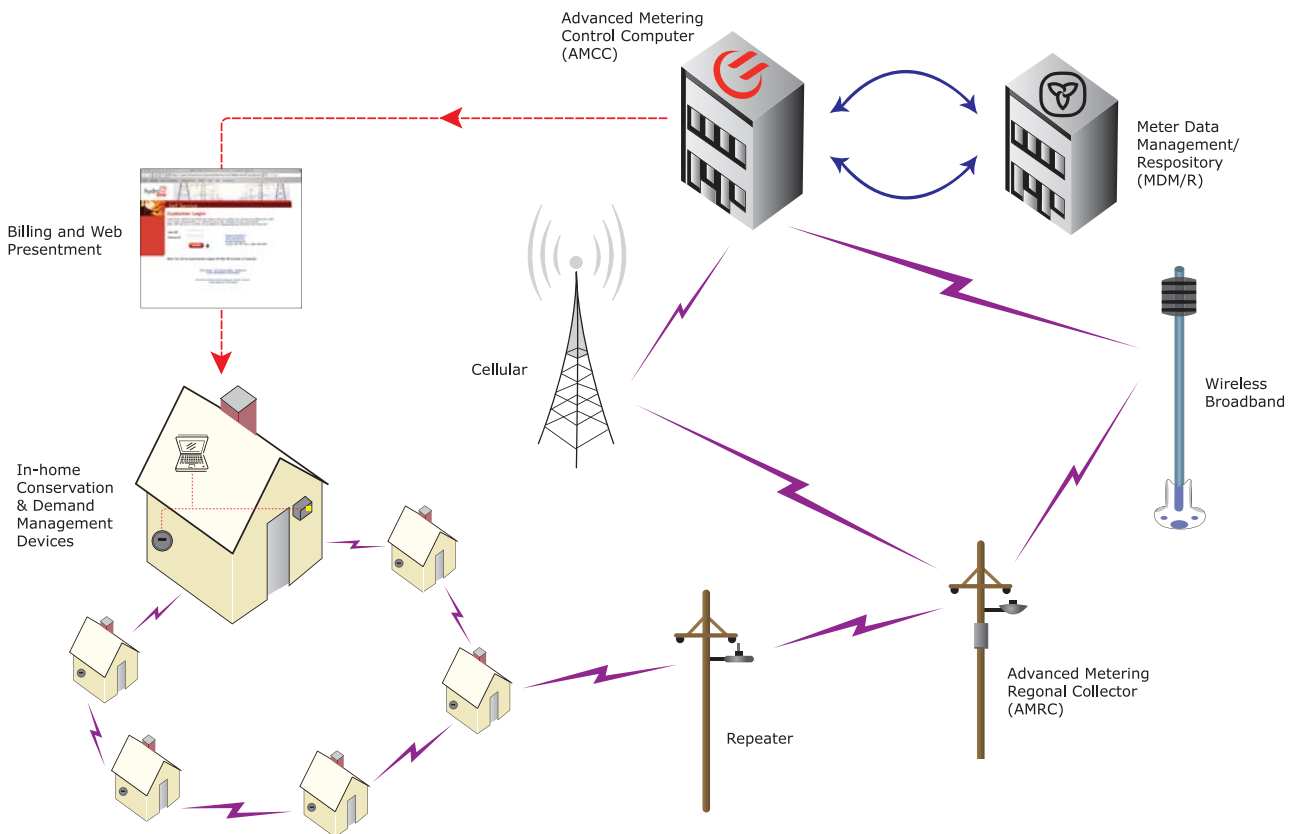 Advanced Metering
Control Computer
(AMCC)
Meter Data
Management/
Respository
(MDM/R)
Billing and Web
Presentment
Customer Login
Cellular
Wireless
Broadband
In-home
Conservation
& Demand
Management
Devices
Advanced Metering
Regonal Collector
(AMRC)
Repeater